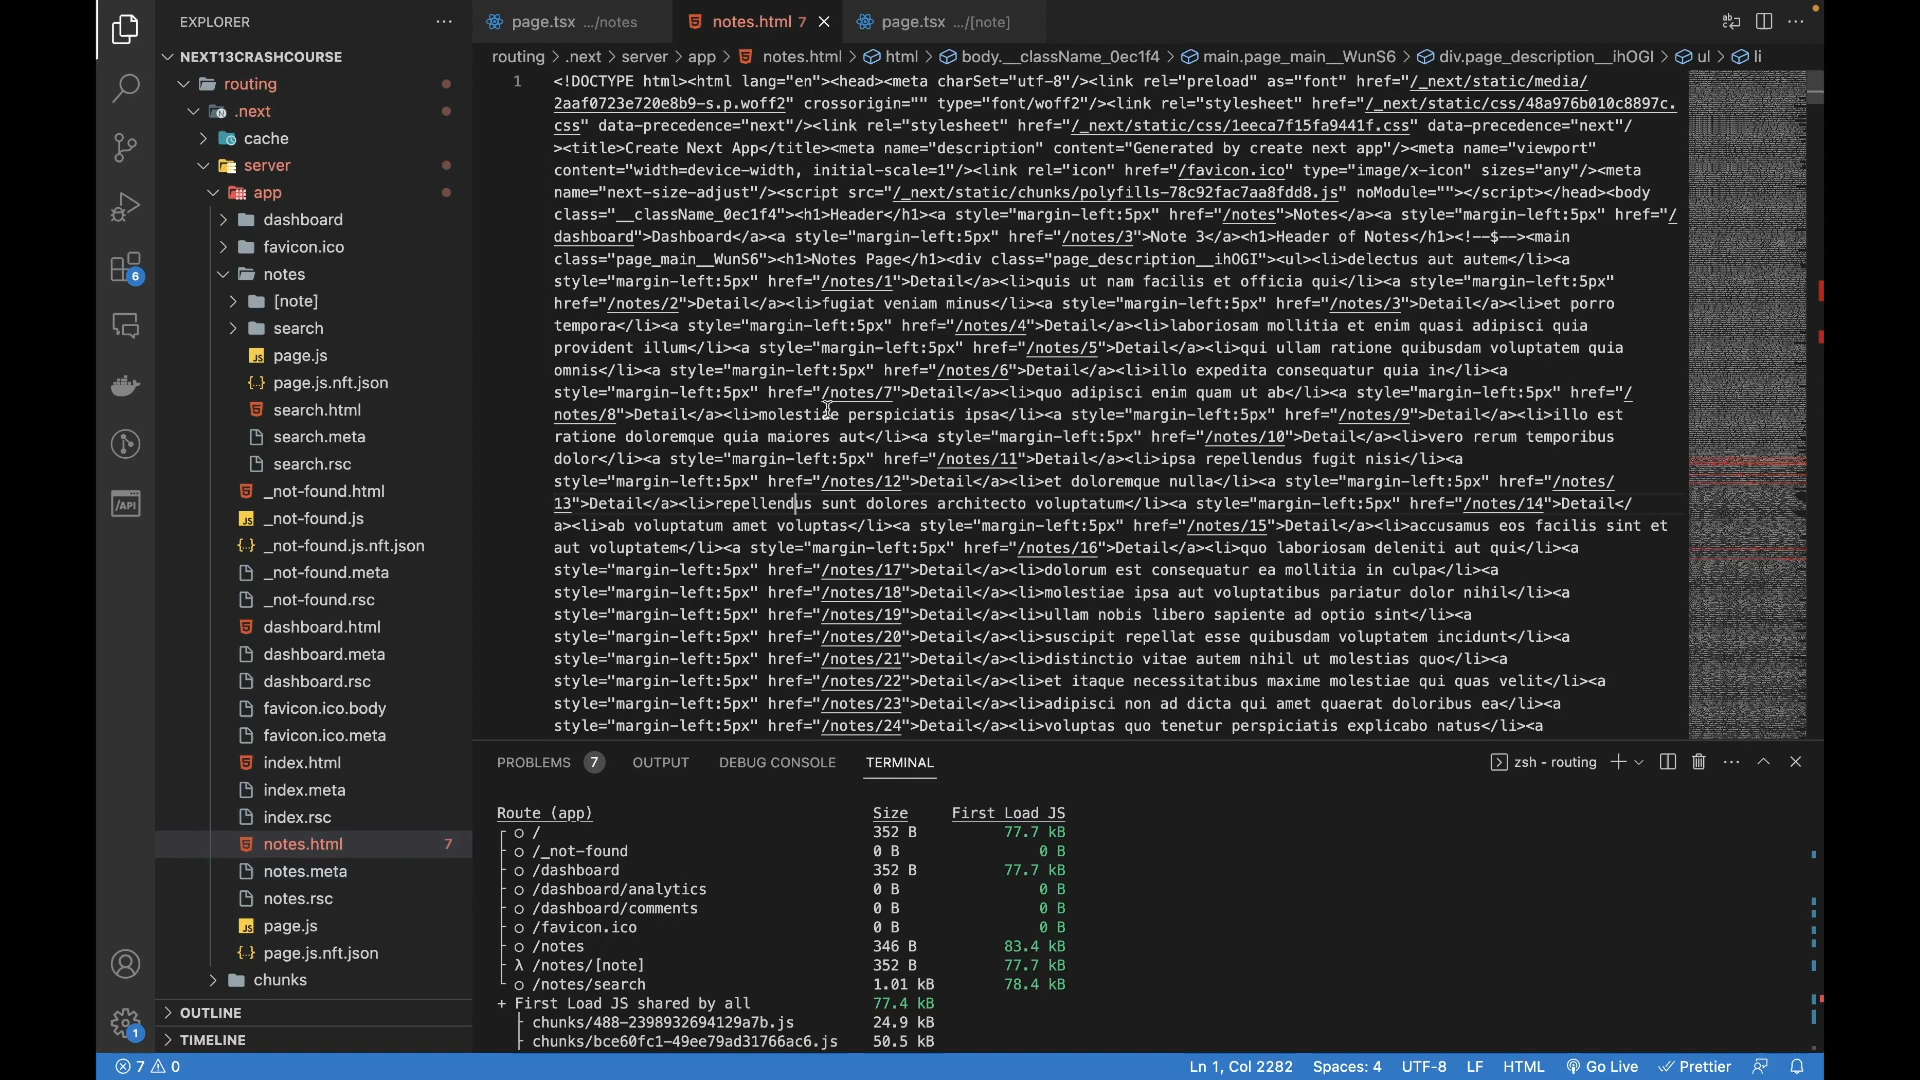 EXPLORER
NEXT13CRASHCOURSE
routing
.next
cache
server
app
dashboard
favicon.ico
notes
[note]
search
page.js
page.js.nft.json
search.html
search.meta
search.rsc
_not-found.html
_not-found.js
_not-found.js.nft.json
_not-found.meta
_not-found.rsc
dashboard.html
dashboard.meta
dashboard.rsc
favicon.ico.body
favicon.ico.meta
index.html
index.meta
index.rsc
notes.html 7
notes.meta
notes.rsc
page.js
page.js.nft.json
chunks
OUTLINE
TIMELINE
6
/API
1
page.tsx .../notes
notes.html 7
page.tsx .../[note]
routing > .next > server > app > notes.html > html > body.__className_0ec1f4 > main.page_main__WunS6 > div.page_description__ihOGI > ul > li
1
<!DOCTYPE html><html lang="en"><head><meta charSet="utf-8"/><link rel="preload" as="font" href="/_next/static/media/
2aaf0723e720e8b9-s.p.woff2" crossorigin="" type="font/woff2"/><link rel="stylesheet" href="/_next/static/css/48a976b010c8897c.
css" data-precedence="next"/><link rel="stylesheet" href="/_next/static/css/1eeca7f15fa9441f.css" data-precedence="next"/
><title>Create Next App</title><meta name="description" content="Generated by create next app"/><meta name="viewport"
content="width=device-width, initial-scale=1"/><link rel="icon" href="/favicon.ico" type="image/x-icon" sizes="any"/><meta
name="next-size-adjust"/><script src="/_next/static/chunks/polyfills-78c92fac7aa8fdd8.js" noModule=""></script></head><body
class="__className_0ec1f4"><h1>Header</h1><a style="margin-left:5px" href="/notes">Notes</a><a style="margin-left:5px" href="/
dashboard">Dashboard</a><a style="margin-left:5px" href="/notes/3">Note 3</a><h1>Header of Notes</h1><!--$--><main
class="page_main__WunS6"><h1>Notes Page</h1><div class="page_description__ihOGI"><ul><li>delectus aut autem</li><a
style="margin-left:5px" href="/notes/1">Detail</a><li>quis ut nam facilis et officia qui</li><a style="margin-left:5px"
href="/notes/2">Detail</a><li>fugiat veniam minus</li><a style="margin-left:5px" href="/notes/3">Detail</a><li>et porro
tempora</li><a style="margin-left:5px" href="/notes/4">Detail</a><li>laboriosam mollitia et enim quasi adipisci quia
provident illum</li><a style="margin-left:5px" href="/notes/5">Detail</a><li>qui ullam ratione quibusdam voluptatem quia
omnis</li><a style="margin-left:5px" href="/notes/6">Detail</a><li>illo expedita consequatur quia in</li><a
style="margin-left:5px" href="/notes/7">Detail</a><li>quo adipisci enim quam ut ab</li><a style="margin-left:5px" href="/
notes/8">Detail</a><li>molestiae perspiciatis ipsa</li><a style="margin-left:5px" href="/notes/9">Detail</a><li>illo est
ratione doloremque quia maiores aut</li><a style="margin-left:5px" href="/notes/10">Detail</a><li>vero rerum temporibus
dolor</li><a style="margin-left:5px" href="/notes/11">Detail</a><li>ipsa repellendus fugit nisi</li><a
style="margin-left:5px" href="/notes/12">Detail</a><li>et doloremque nulla</li><a style="margin-left:5px" href="/notes/
13">Detail</a><li>repellendus sunt dolores architecto voluptatum</li><a style="margin-left:5px" href="/notes/14">Detail</
a><li>ab voluptatum amet voluptas</li><a style="margin-left:5px" href="/notes/15">Detail</a><li>accusamus eos facilis sint et
aut voluptatem</li><a style="margin-left:5px" href="/notes/16">Detail</a><li>quo laboriosam deleniti aut qui</li><a
style="margin-left:5px" href="/notes/17">Detail</a><li>dolorum est consequatur ea mollitia in culpa</li><a
style="margin-left:5px" href="/notes/18">Detail</a><li>molestiae ipsa aut voluptatibus pariatur dolor nihil</li><a
style="margin-left:5px" href="/notes/19">Detail</a><li>ullam nobis libero sapiente ad optio sint</li><a
style="margin-left:5px" href="/notes/20">Detail</a><li>suscipit repellat esse quibusdam voluptatem incidunt</li><a
style="margin-left:5px" href="/notes/21">Detail</a><li>distinctio vitae autem nihil ut molestias quo</li><a
style="margin-left:5px" href="/notes/22">Detail</a><li>et itaque necessitatibus maxime molestiae qui quas velit</li><a
style="margin-left:5px" href="/notes/23">Detail</a><li>adipisci non ad dicta qui amet quaerat doloribus ea</li><a
style="margin-left:5px" href="/notes/24">Detail</a><li>voluptas quo tenetur perspiciatis explicabo natus</li><a
PROBLEMS 7 OUTPUT DEBUG CONSOLE TERMINAL
zsh - routing
Route (app) Size First Load JS
┌ ○ / 352 B 77.7 kB
├ ○ /_not-found 0 B 0 B
├ ○ /dashboard 352 B 77.7 kB
├ ○ /dashboard/analytics 0 B 0 B
├ ○ /dashboard/comments 0 B 0 B
├ ○ /favicon.ico 0 B 0 B
├ ○ /notes 346 B 83.4 kB
├ λ /notes/[note] 352 B 77.7 kB
└ ○ /notes/search 1.01 kB 78.4 kB
+ First Load JS shared by all 77.4 kB
├ chunks/488-2398932694129a7b.js 24.9 kB
├ chunks/bce60fc1-49ee79ad31766ac6.js 50.5 kB
7 0
Ln 1, Col 2282 Spaces: 4 UTF-8 LF HTML Go Live Prettier